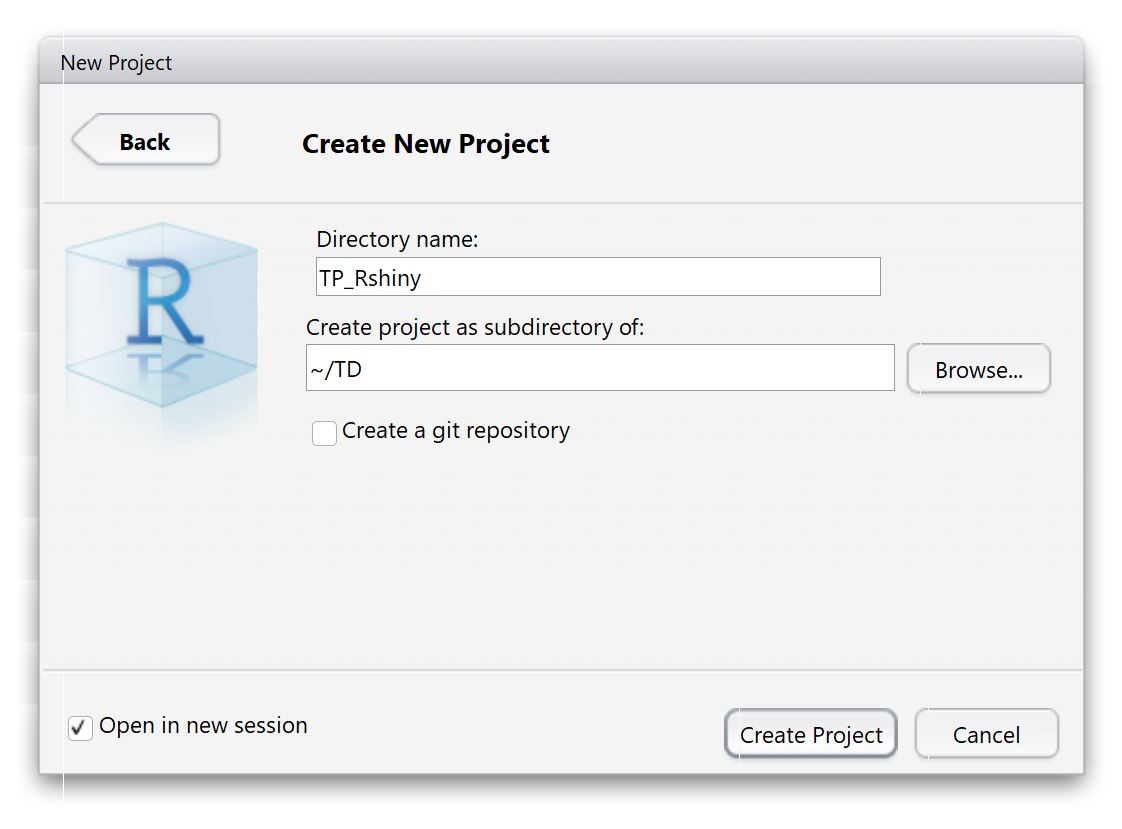 New Project
Back
Create New Project
R
Directory name:
TP_Rshiny
Create project as subdirectory of:
~/TD
Browse...
Create a git repository
Open in new session
Create Project
Cancel